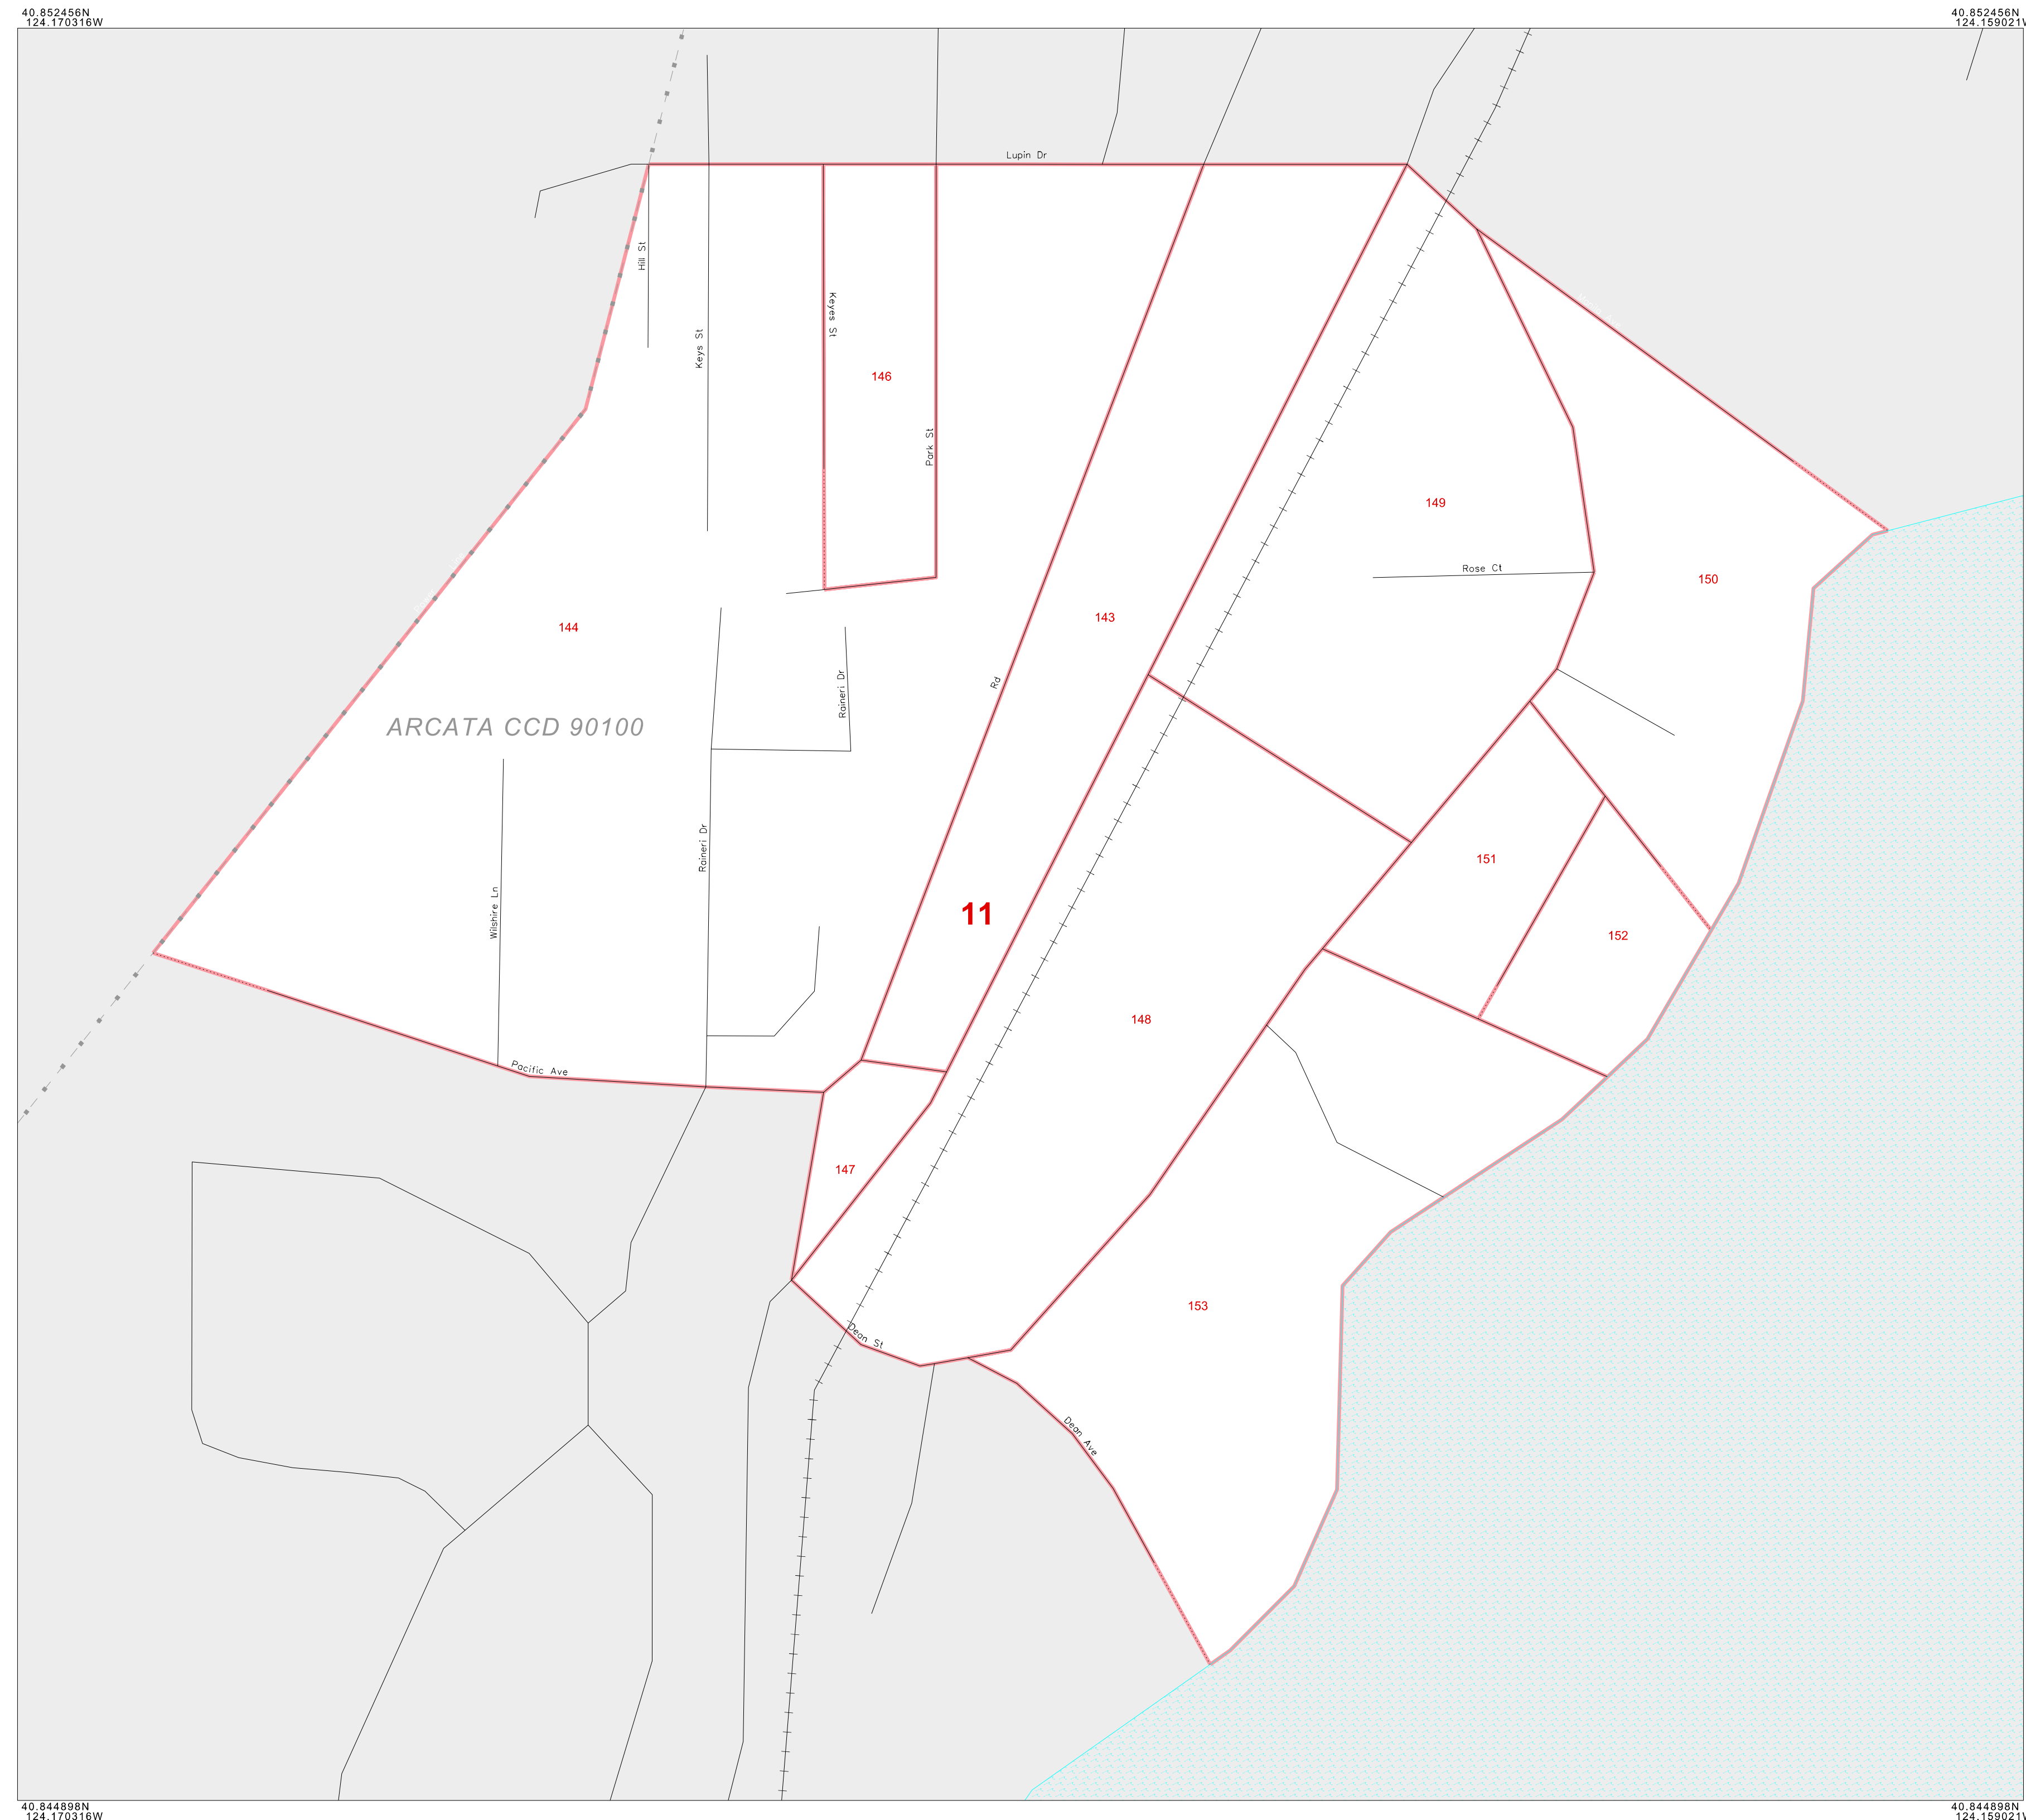 40.852456N
124.170316W
40.852456N
124.159021W
Lupin Dr
Hill St
Keys St
Keyes St
146
Park St
149
Rose Ct
150
143
144
Rd
Raineri Dr
ARCATA CCD 90100
Raineri Dr
Wilshire Ln
151
11
152
148
Pacific Ave
147
153
Dean St
Dean Ave
40.844898N
124.170316W
40.844898N
124.159021W